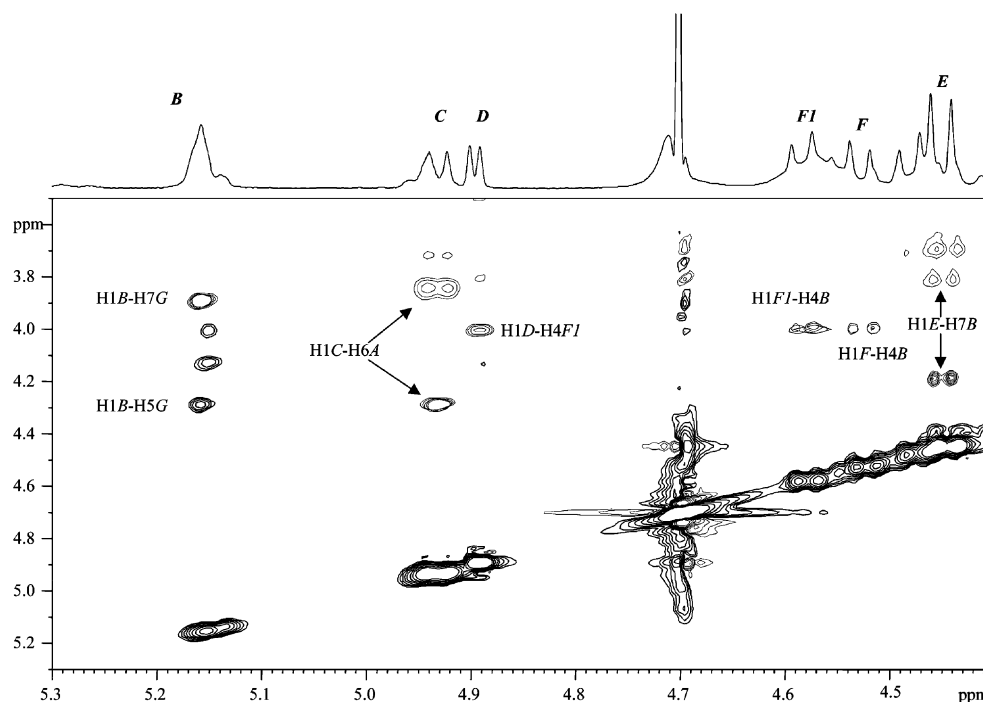 B
C D
F1 F
E
ppm
3.8
4.0
4.2
4.4
4.6
4.8
5.0
5.2
H1B-H7G
H1B-H5G
H1C-H6A
H1D-H4F1
H1F1-H4B
H1F-H4B
H1E-H7B
5.3 5.2 5.1 5.0 4.9 4.8 4.7 4.6 4.5 ppm